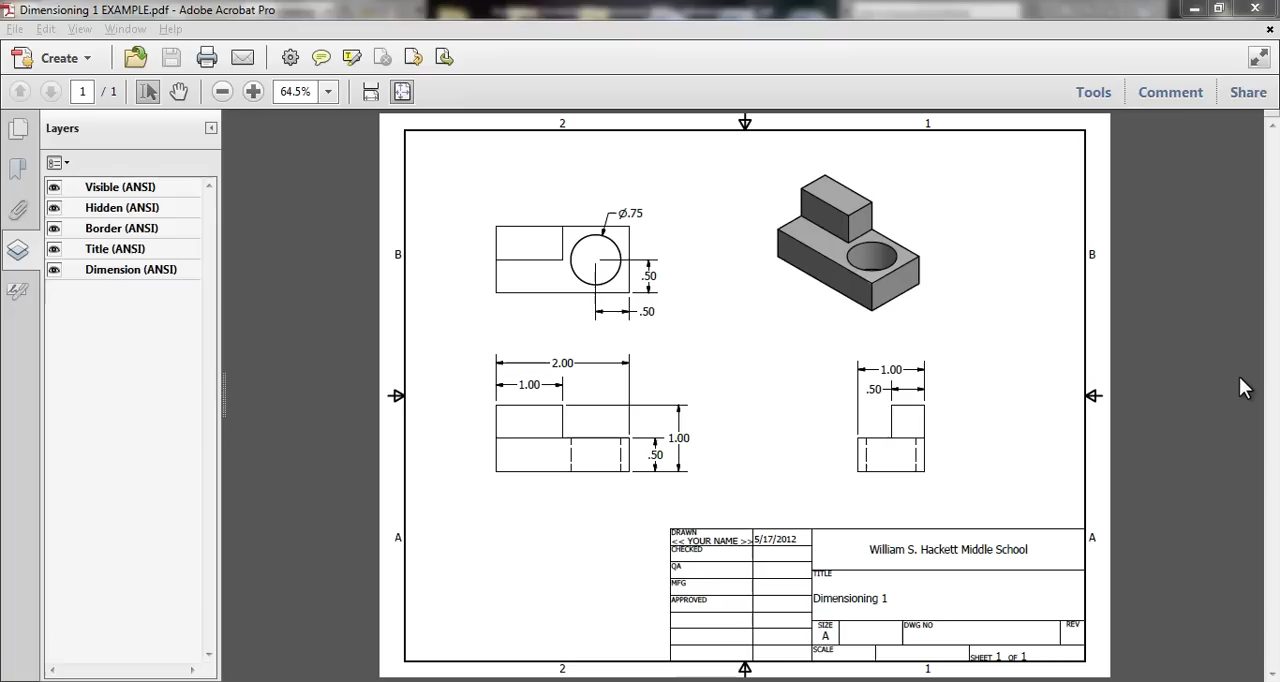 Dimensioning 1 EXAMPLE.pdf - Adobe Acrobat Pro
File Edit View Window Help
Create
1 / 1 64.5% Tools Comment Share
Layers
Visible (ANSI)
Hidden (ANSI)
Border (ANSI)
Title (ANSI)
Dimension (ANSI)
2 1
Ø.75
B B
.50
.50
2.00
1.00
1.00
.50
1.00
.50
A A
DRAWN
<< YOUR NAME >> 5/17/2012
CHECKED
QA
MFG
APPROVED
William S. Hackett Middle School
TITLE
Dimensioning 1
SIZE DWG NO REV
A
SCALE
SHEET 1 OF 1
2 1